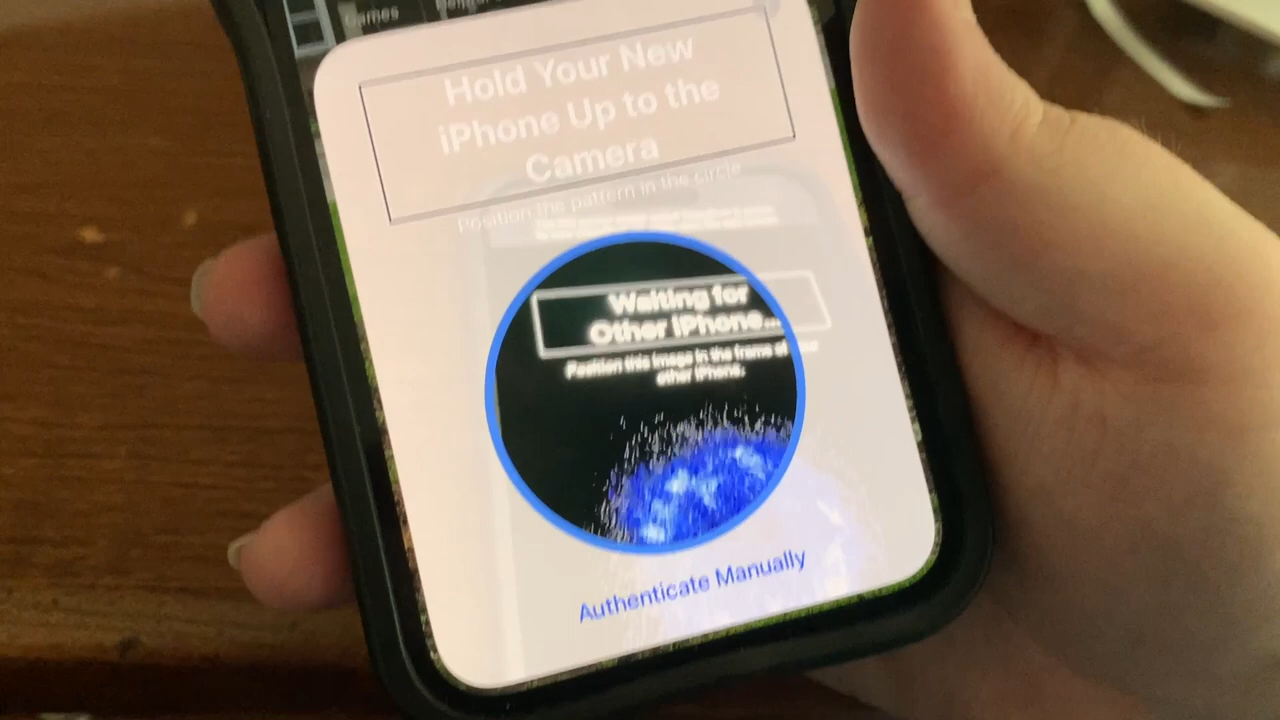 Games
Hold Your New
iPhone Up to the
Camera
Position the pattern in the circle
Waiting for
Other iPhone...
Position this image in the frame of your
other iPhone.
Authenticate Manually